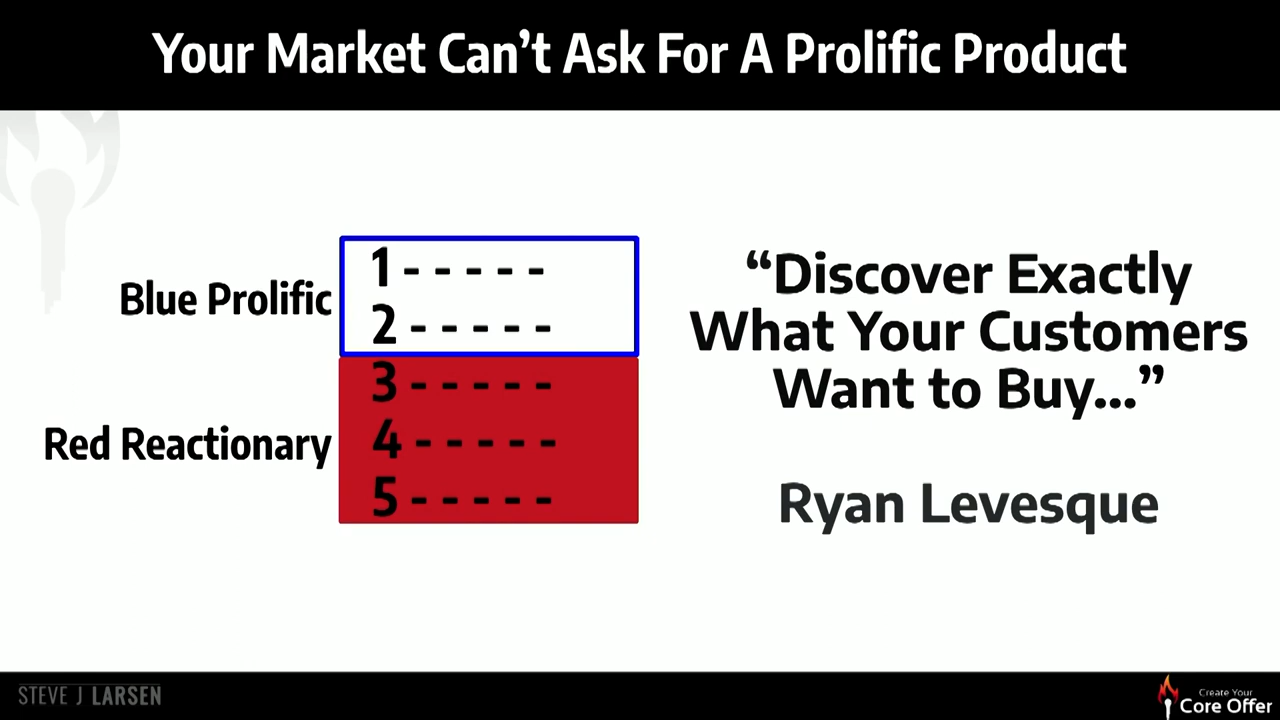 Your Market Can't Ask For A Prolific Product
Blue Prolific
1 - - - - -
2 - - - - -
Red Reactionary
3 - - - - -
4 - - - - -
5 - - - - -
“Discover Exactly
What Your Customers
Want to Buy...”
Ryan Levesque
STEVE J LARSEN
Create Your
Core Offer